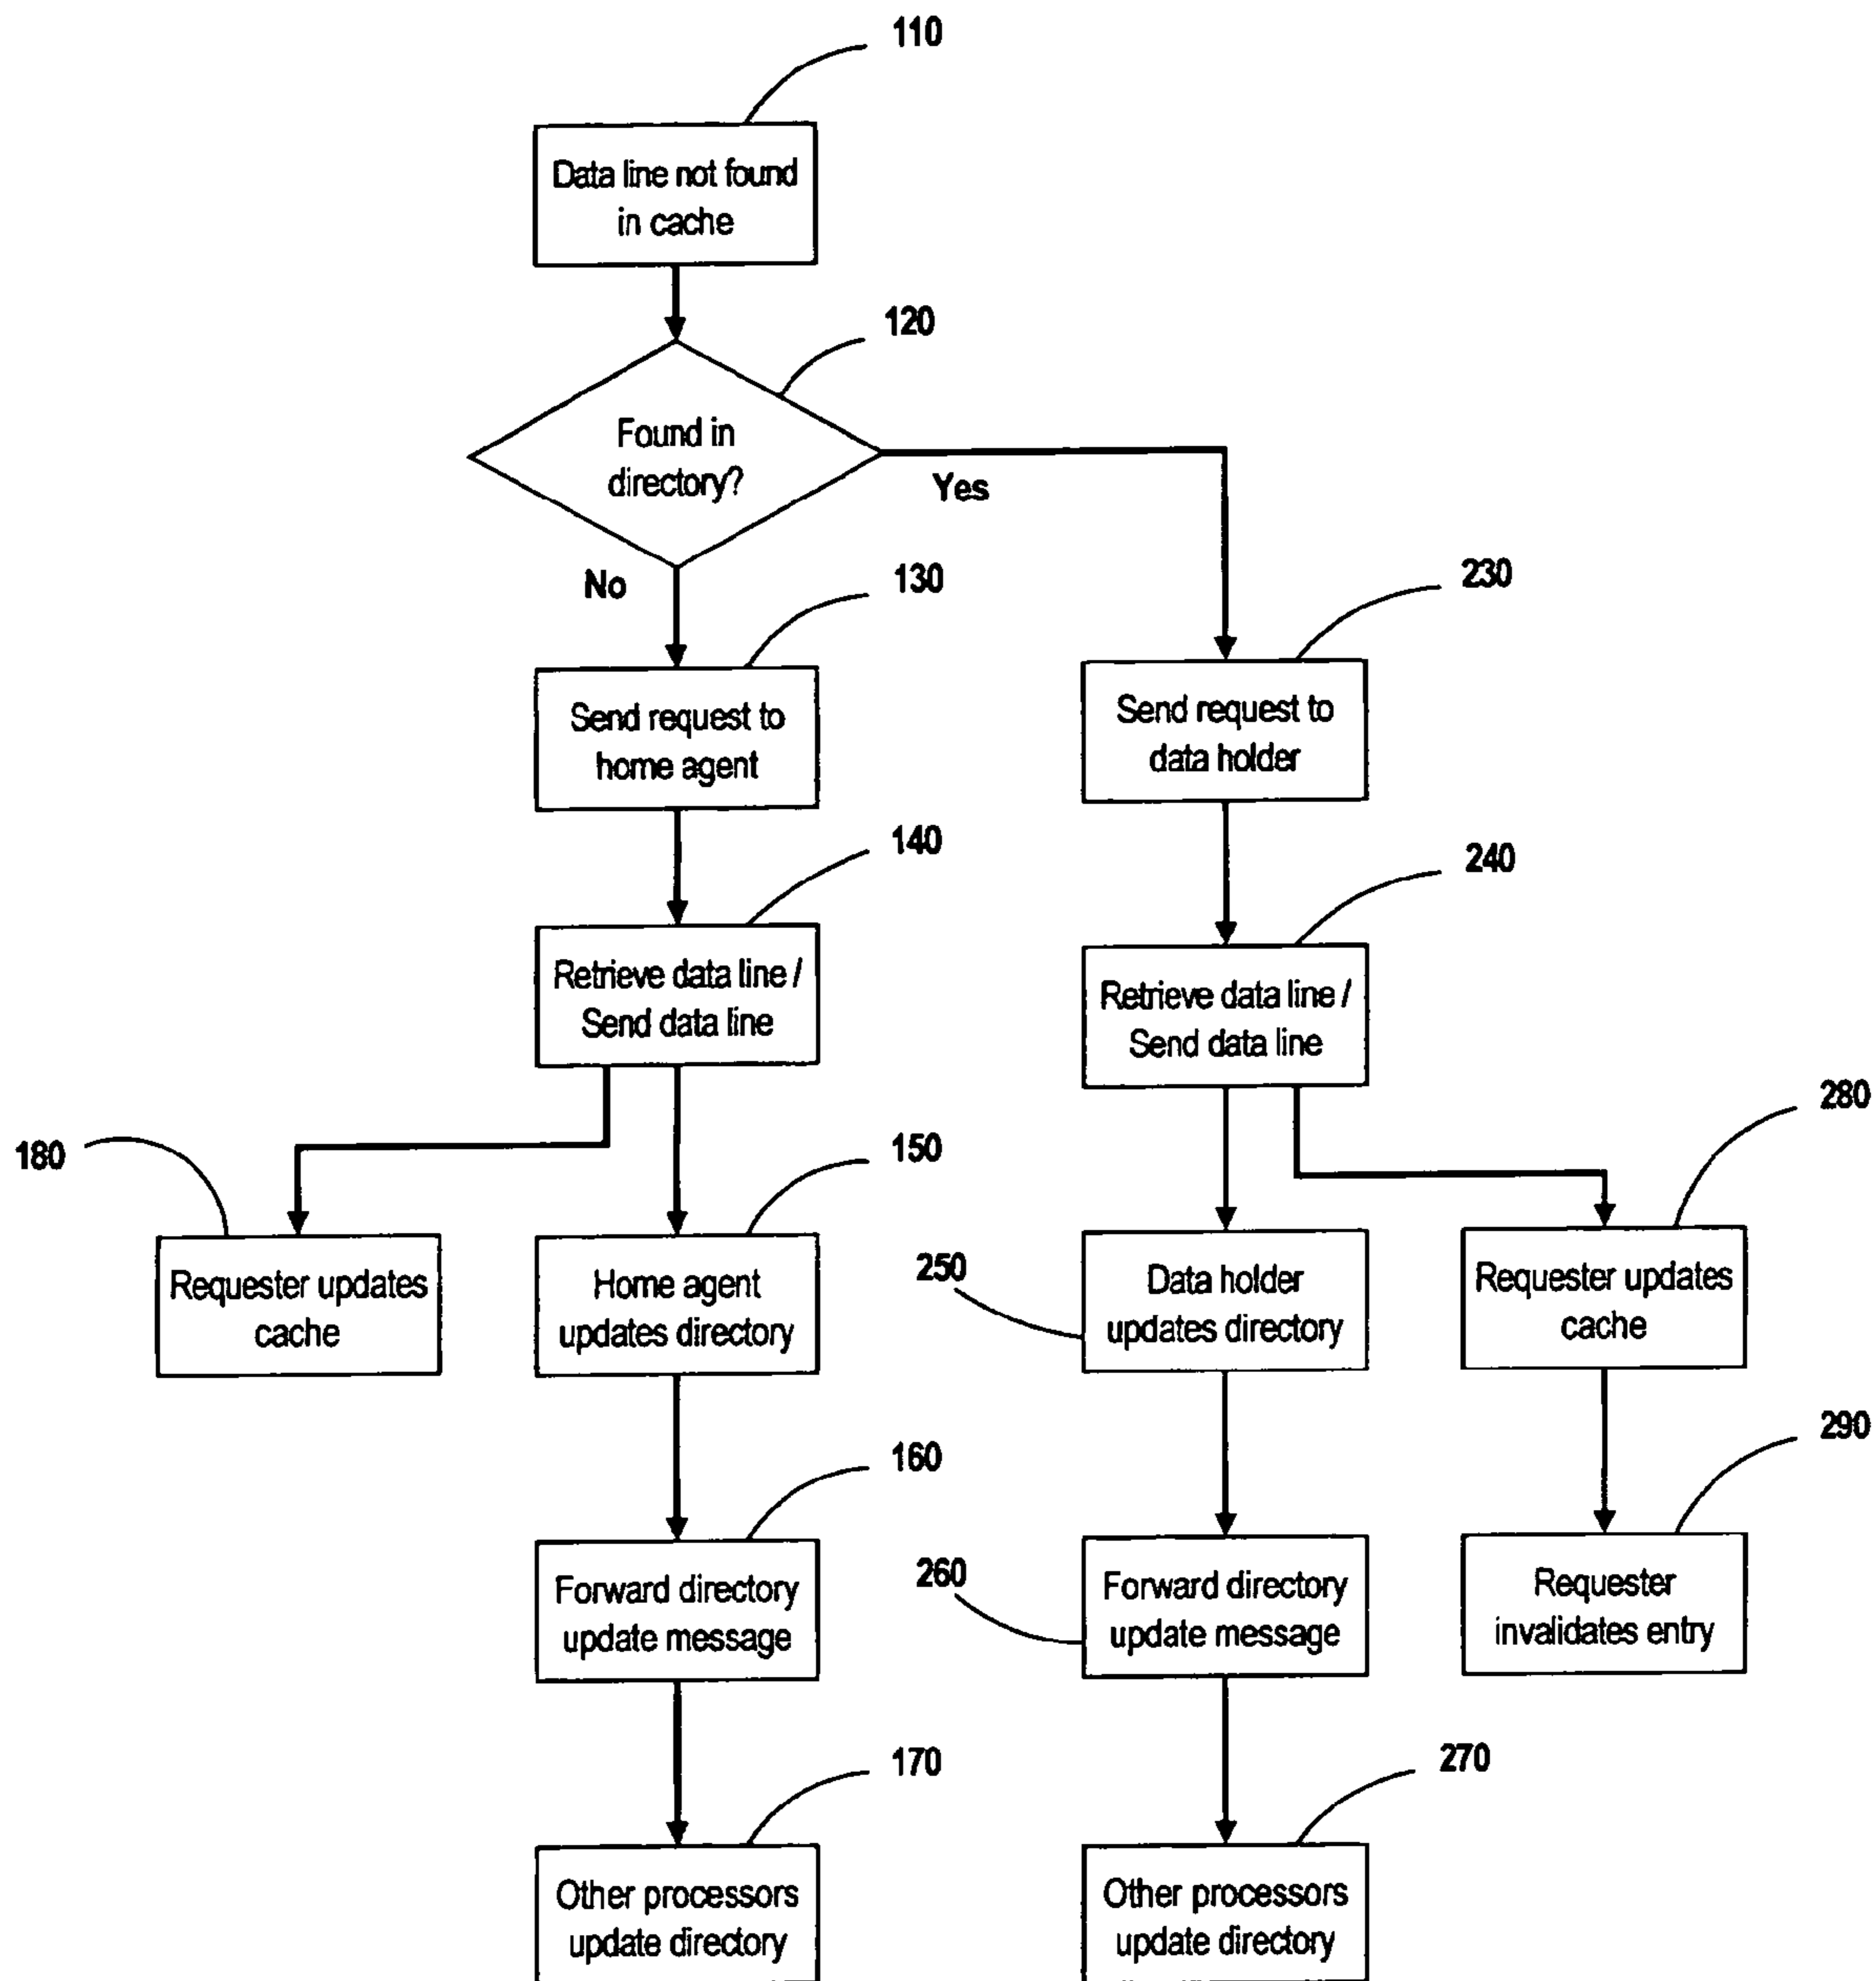 110
Data line not found
in cache
120
Found in
directory?
Yes
No
130
230
Send request to
home agent
Send request to
data holder
140
240
Retrieve data line /
Send data line
Retrieve data line /
Send data line
280
180
150
250
Requester updates
cache
Home agent
updates directory
Data holder
updates directory
Requester updates
cache
290
160
260
Forward directory
update message
Forward directory
update message
Requester
invalidates entry
170
270
Other processors
update directory
Other processors
update directory